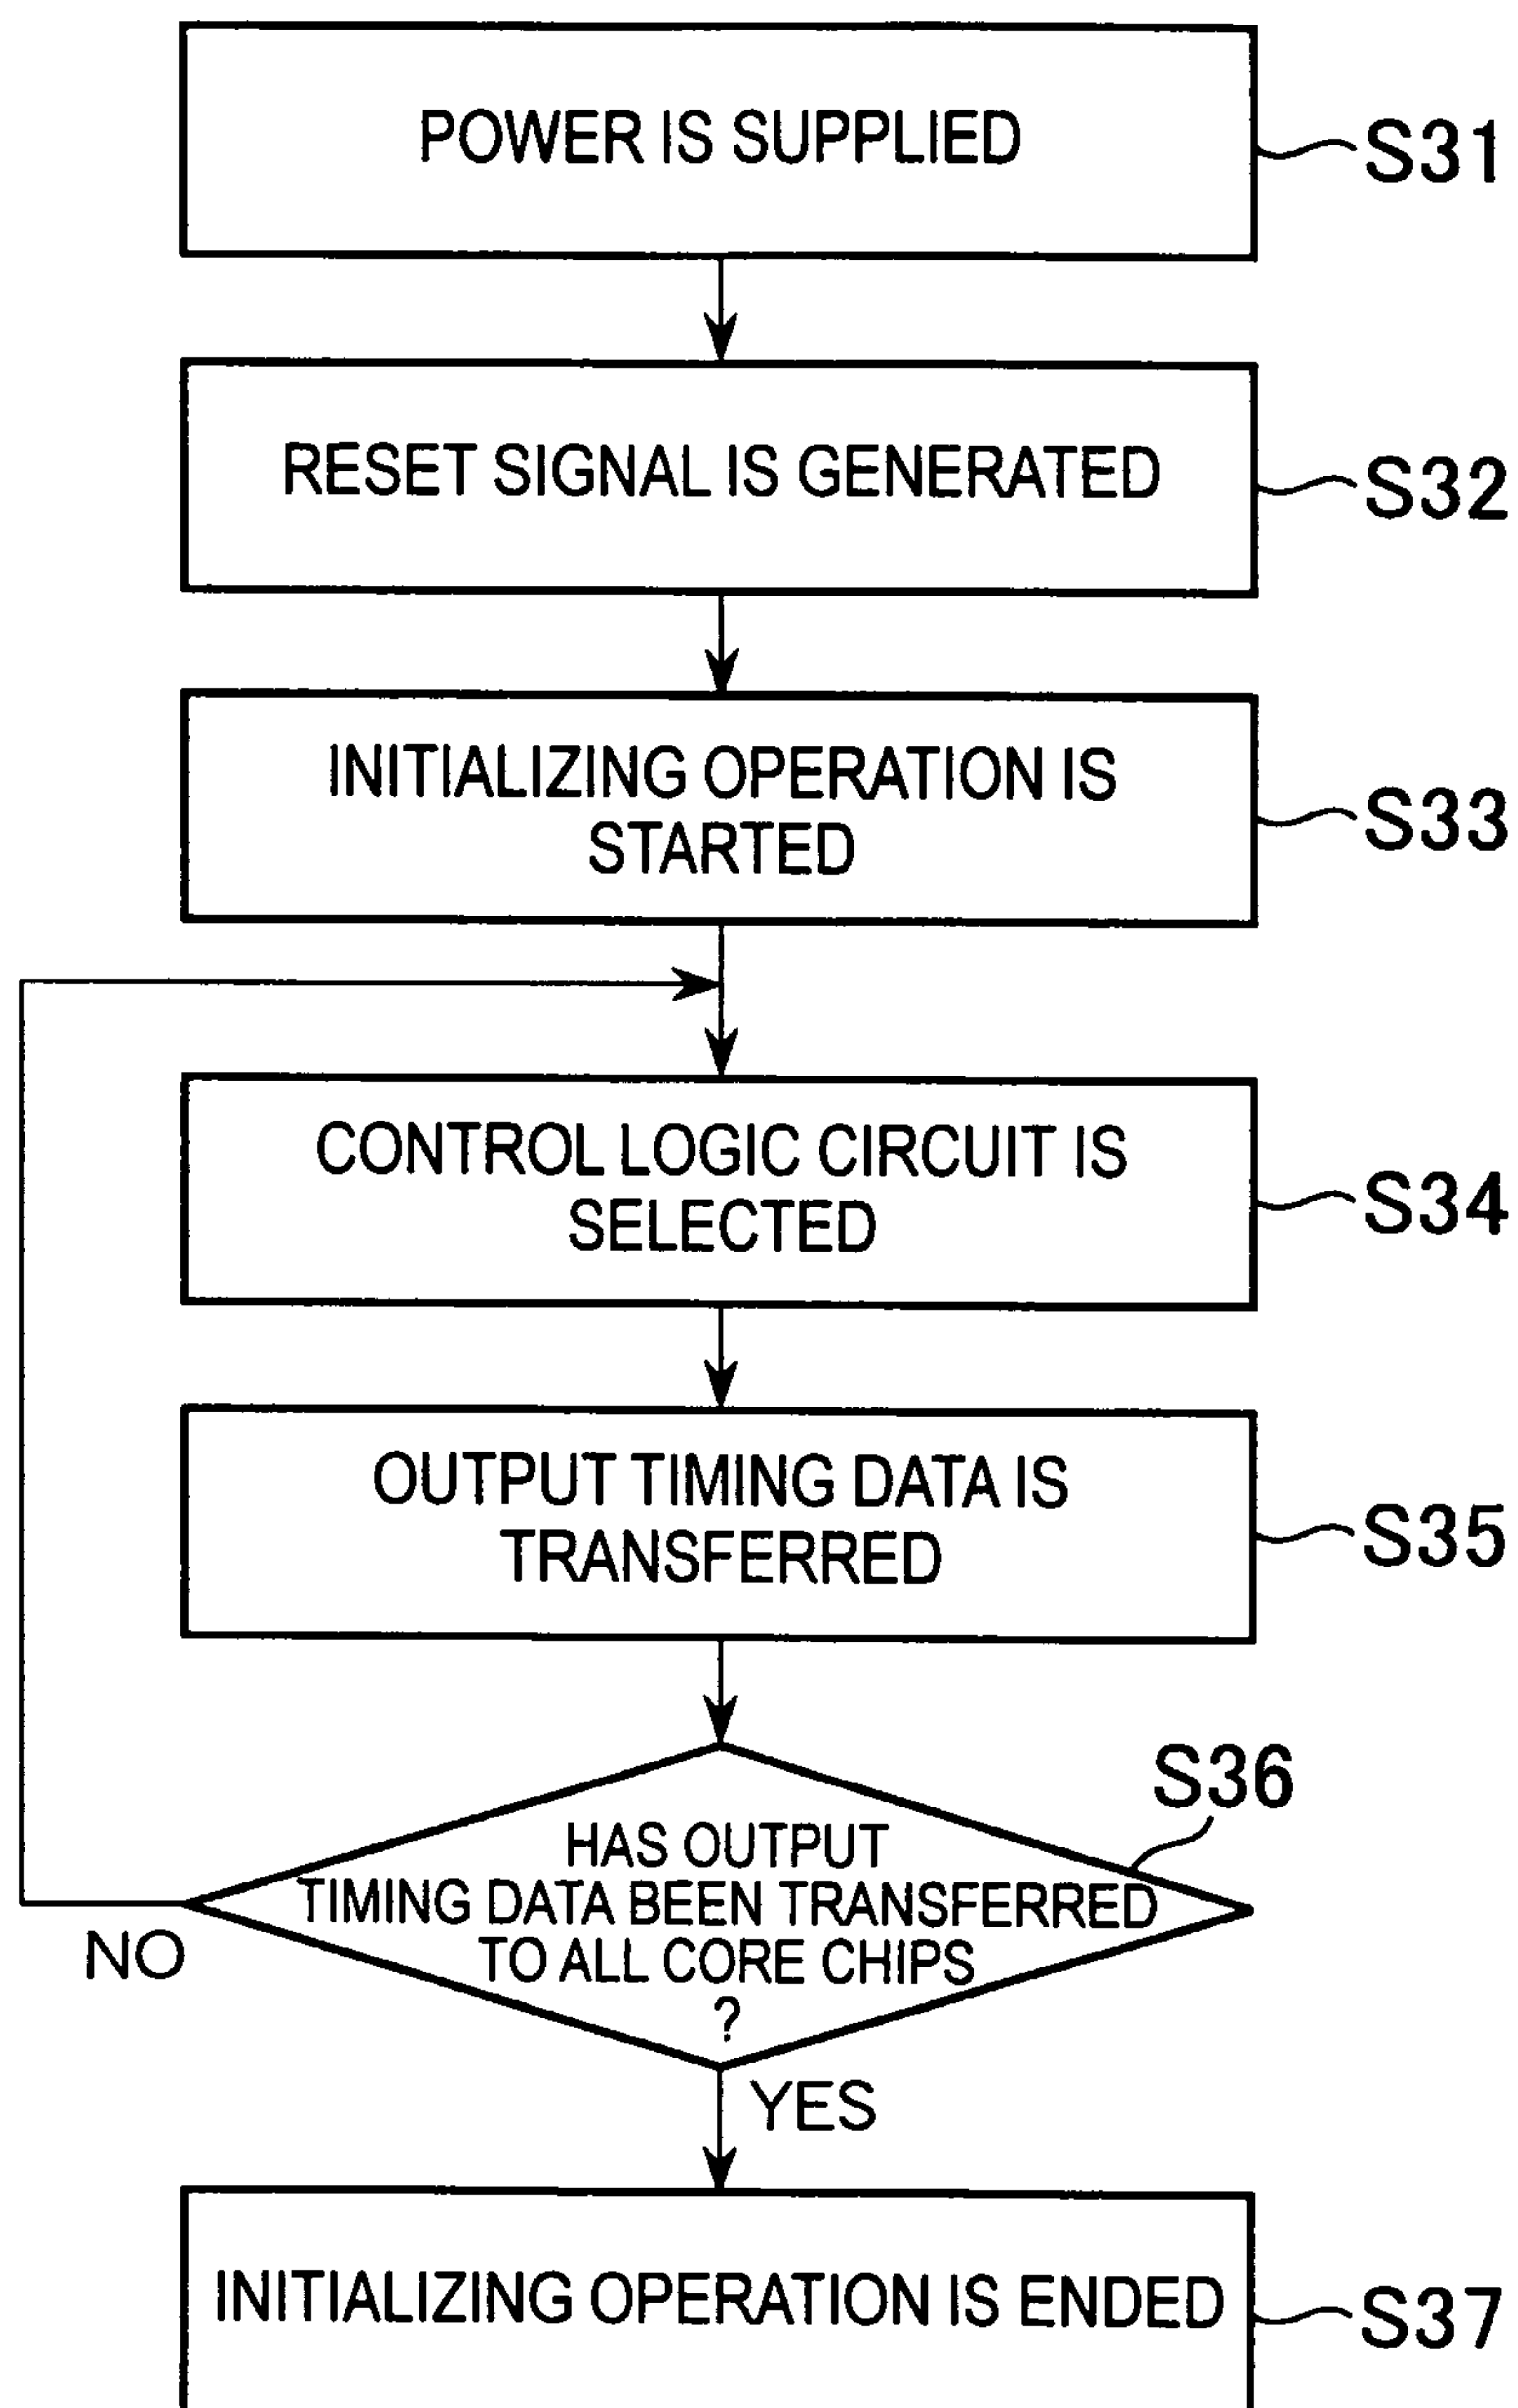 POWER IS SUPPLIED
S31
RESET SIGNAL IS GENERATED
S32
INITIALIZING OPERATION IS
STARTED
S33
CONTROL LOGIC CIRCUIT IS
SELECTED
S34
OUTPUT TIMING DATA IS
TRANSFERRED
S35
S36
HAS OUTPUT
TIMING DATA BEEN TRANSFERRED
TO ALL CORE CHIPS
?
NO
YES
INITIALIZING OPERATION IS ENDED
S37